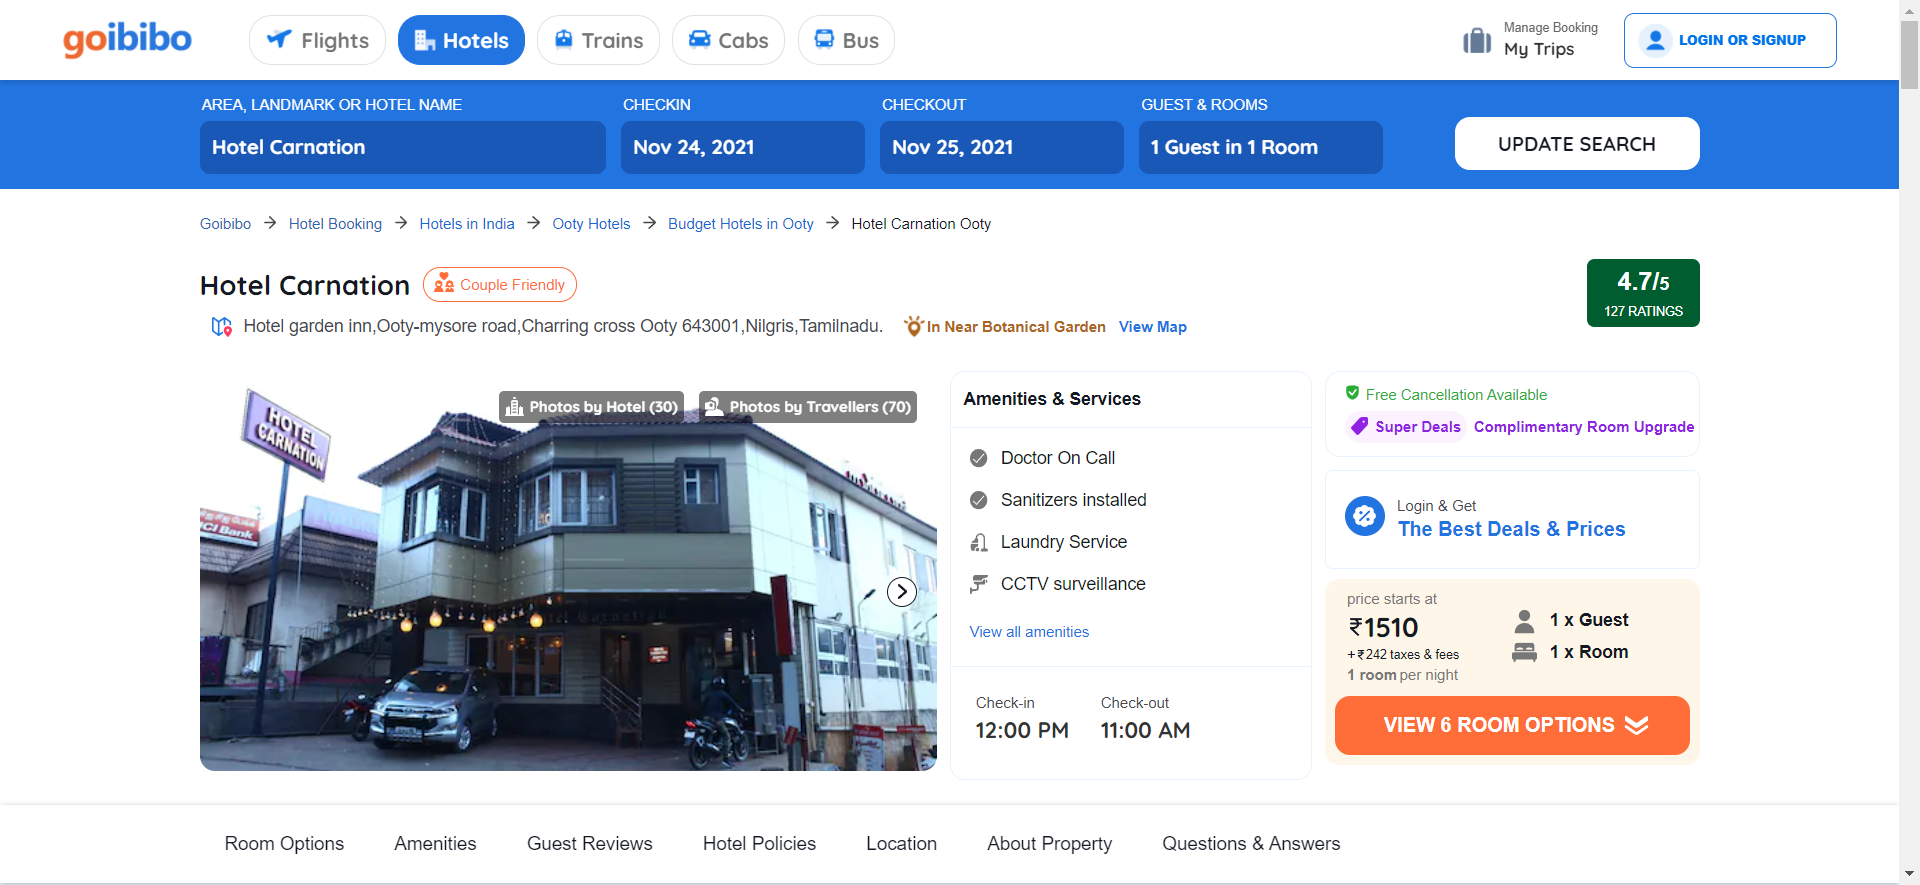 goibibo
Flights
Hotels
Trains
Cabs
Bus
Manage Booking
My Trips
LOGIN OR SIGNUP
AREA, LANDMARK OR HOTEL NAME
Hotel Carnation
CHECKIN
Nov 24, 2021
CHECKOUT
Nov 25, 2021
GUEST & ROOMS
1 Guest in 1 Room
UPDATE SEARCH
Goibibo → Hotel Booking → Hotels in India → Ooty Hotels → Budget Hotels in Ooty → Hotel Carnation Ooty
Hotel Carnation
Couple Friendly
Hotel garden inn,Ooty-mysore road,Charring cross Ooty 643001,Nilgris,Tamilnadu.
In Near Botanical Garden
View Map
4.7/5
127 RATINGS
Photos by Hotel (30)
Photos by Travellers (70)
HOTEL
CARNATION
ICI Bank
Amenities & Services
Doctor On Call
Sanitizers installed
Laundry Service
CCTV surveillance
View all amenities
Check-in
12:00 PM
Check-out
11:00 AM
Free Cancellation Available
Super Deals
Complimentary Room Upgrade
Login & Get
The Best Deals & Prices
price starts at
₹1510
+₹242 taxes & fees
1 room per night
1 x Guest
1 x Room
VIEW 6 ROOM OPTIONS
Room Options
Amenities
Guest Reviews
Hotel Policies
Location
About Property
Questions & Answers